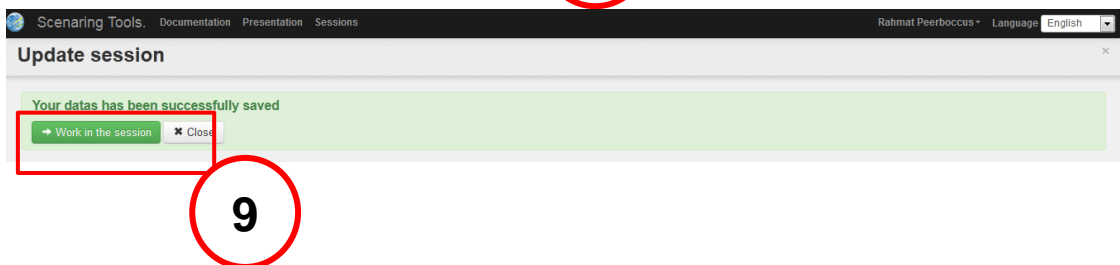 Scenaring Tools. Documentation Presentation Sessions Rahmat Peerboccus Language English
Update session ×
Your datas has been successfully saved
➔ Work in the session ✖ Close
9